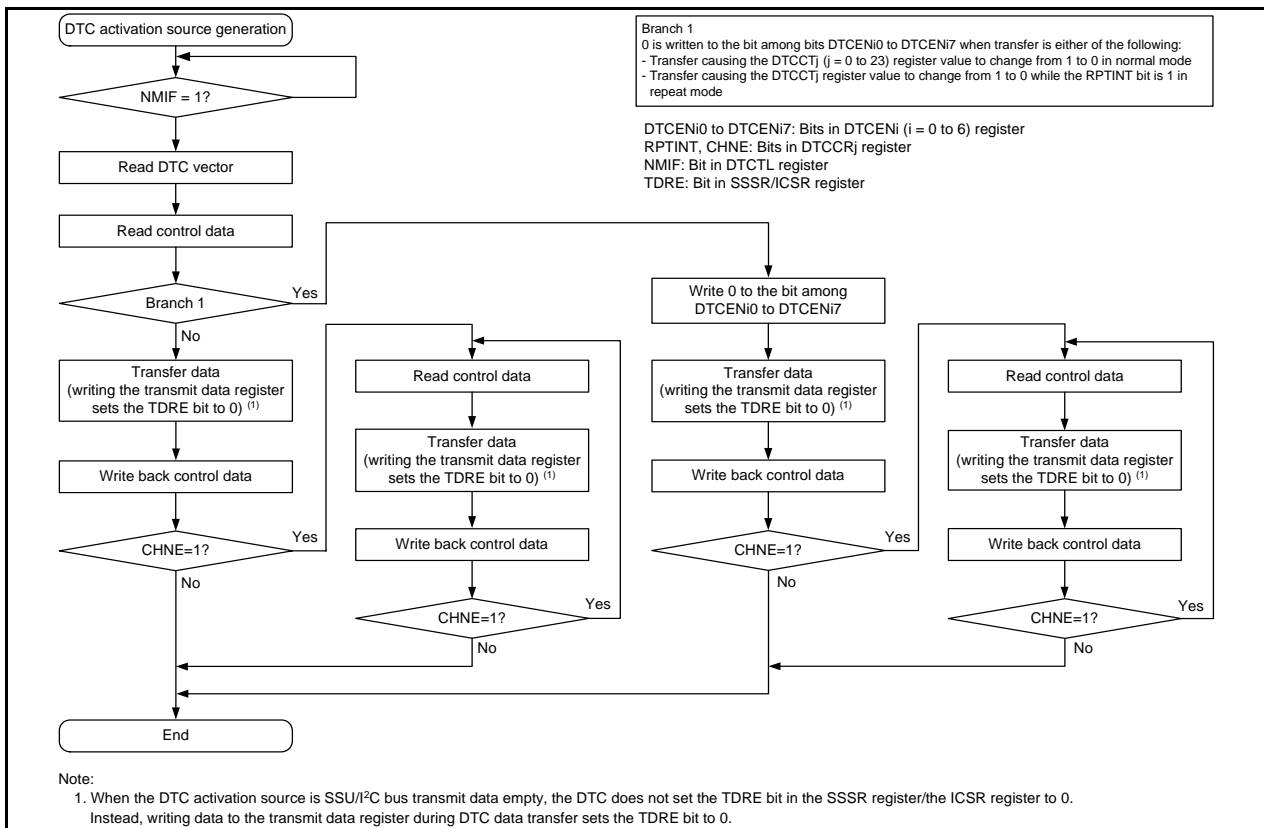 DTC activation source generation
NMIF = 1?
Read DTC vector
Read control data
Branch 1
Yes
No
Transfer data
(writing the transmit data register
sets the TDRE bit to 0) (1)
Write back control data
CHNE=1?
Yes
No
Read control data
Transfer data
(writing the transmit data register
sets the TDRE bit to 0) (1)
Write back control data
CHNE=1?
Yes
No
End
Branch 1
0 is written to the bit among bits DTCENi0 to DTCENi7 when transfer is either of the following:
- Transfer causing the DTCCTj (j = 0 to 23) register value to change from 1 to 0 in normal mode
- Transfer causing the DTCCTj register value to change from 1 to 0 while the RPTINT bit is 1 in
repeat mode
DTCENi0 to DTCENi7: Bits in DTCENi (i = 0 to 6) register
RPTINT, CHNE: Bits in DTCCRj register
NMIF: Bit in DTCTL register
TDRE: Bit in SSSR/ICSR register
Write 0 to the bit among
DTCENi0 to DTCENi7
Transfer data
(writing the transmit data register
sets the TDRE bit to 0) (1)
Write back control data
CHNE=1?
Yes
No
Read control data
Transfer data
(writing the transmit data register
sets the TDRE bit to 0) (1)
Write back control data
CHNE=1?
Yes
No
Note:
1. When the DTC activation source is SSU/I²C bus transmit data empty, the DTC does not set the TDRE bit in the SSSR register/the ICSR register to 0.
Instead, writing data to the transmit data register during DTC data transfer sets the TDRE bit to 0.